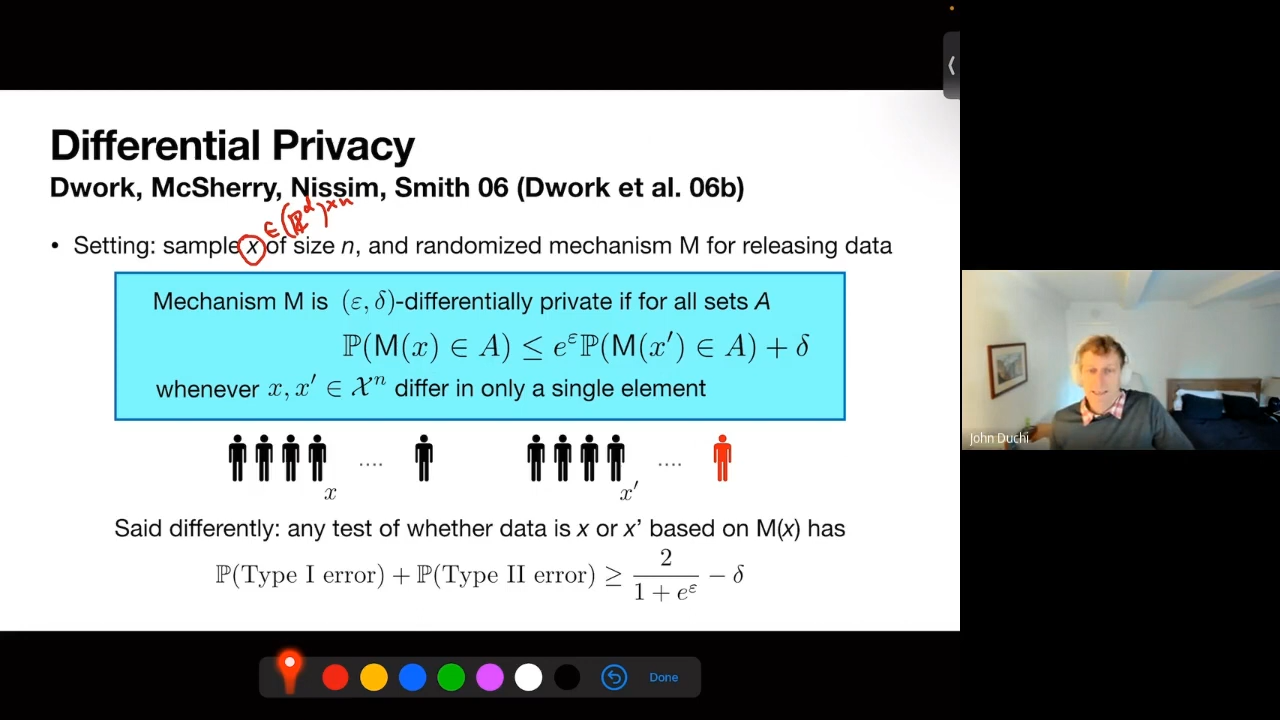 Differential Privacy
Dwork, McSherry, Nissim, Smith 06 (Dwork et al. 06b)
∈ (ℝ^d)^{×n}
• Setting: sample x of size n, and randomized mechanism M for releasing data
Mechanism M is (ε, δ)-differentially private if for all sets A
ℙ(M(x) ∈ A) ≤ e^ε ℙ(M(x′) ∈ A) + δ
whenever x, x′ ∈ 𝒳^n differ in only a single element
.... ....
x x′
Said differently: any test of whether data is x or x’ based on M(x) has
ℙ(Type I error) + ℙ(Type II error) ≥ 2 / (1 + e^ε) − δ
Done
John Duchi